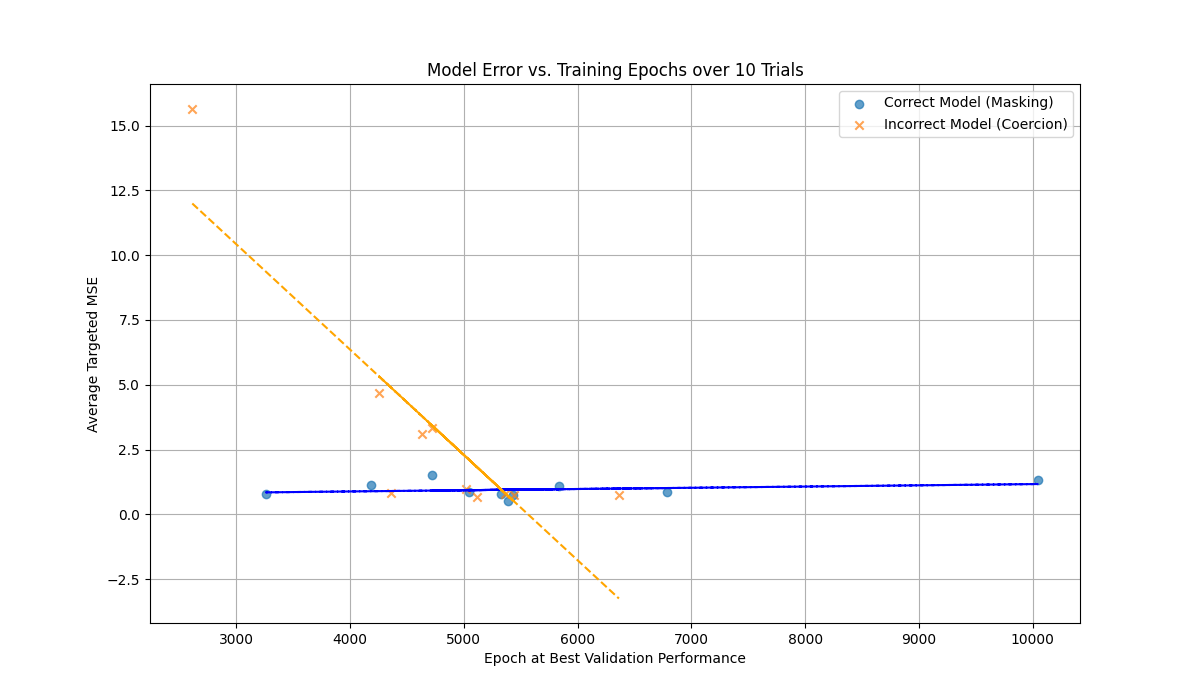 Model Error vs. Training Epochs over 10 Trials
Correct Model (Masking)
Incorrect Model (Coercion)
Average Targeted MSE
15.0
12.5
10.0
7.5
5.0
2.5
0.0
−2.5
3000 4000 5000 6000 7000 8000 9000 10000
Epoch at Best Validation Performance